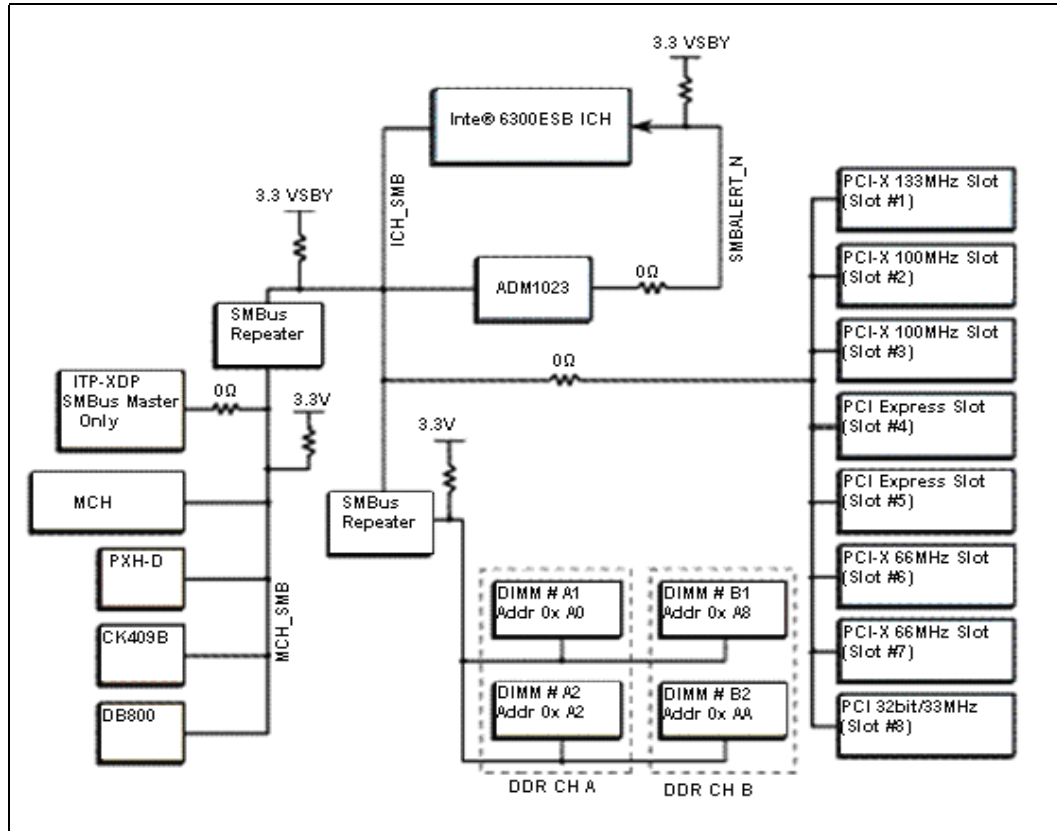 3.3 VSBY
Inte® 6300ESB ICH
SMBALERT_N
ICH_SMB
3.3 VSBY
ADM1023
0Ω
SMBus
Repeater
ITP-XDP
SMBus Master
Only
0Ω
3.3V
MCH
PXH-D
CK409B
DB800
MCH_SMB
0Ω
3.3V
SMBus
Repeater
DIMM # A1
Addr 0x A0
DIMM # B1
Addr 0x A8
DIMM # A2
Addr 0x A2
DIMM # B2
Addr 0x AA
DDR CH A
DDR CH B
PCI-X 133MHz Slot
(Slot #1)
PCI-X 100MHz Slot
(Slot #2)
PCI-X 100MHz Slot
(Slot #3)
PCI Express Slot
(Slot #4)
PCI Express Slot
(Slot #5)
PCI-X 66MHz Slot
(Slot #6)
PCI-X 66MHz Slot
(Slot #7)
PCI 32bit/33MHz
(Slot #8)